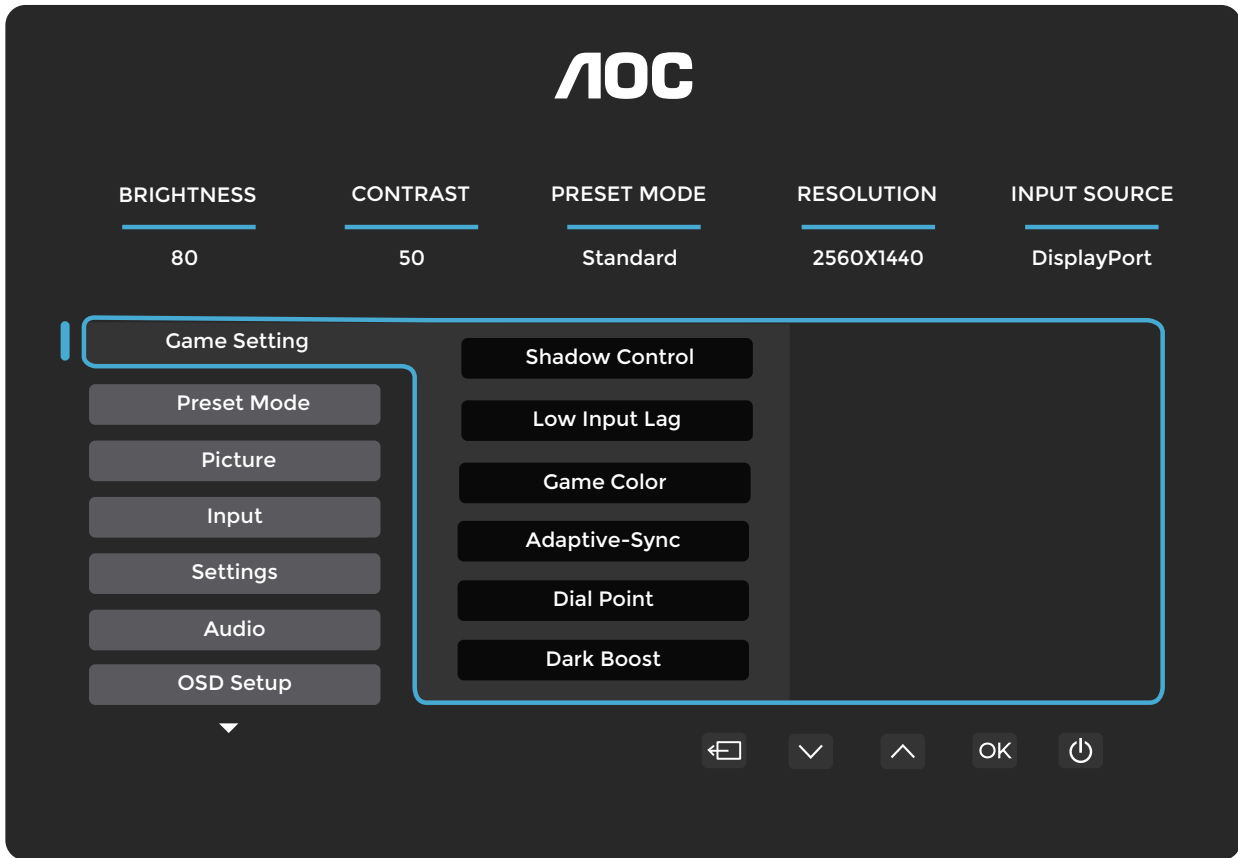 AOC
BRIGHTNESS CONTRAST PRESET MODE RESOLUTION INPUT SOURCE
80 50 Standard 2560X1440 DisplayPort
Game Setting
Preset Mode
Picture
Input
Settings
Audio
OSD Setup
Shadow Control
Low Input Lag
Game Color
Adaptive-Sync
Dial Point
Dark Boost
OK